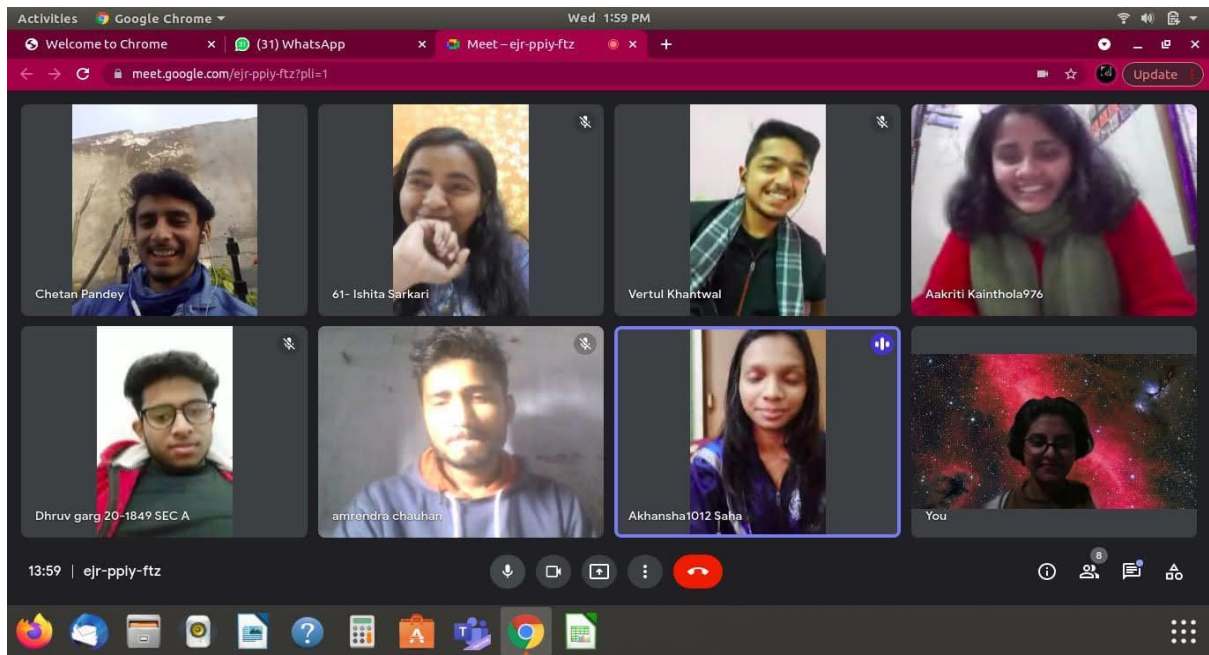 Activities Google Chrome Wed 1:59 PM
Welcome to Chrome (31) WhatsApp Meet – ejr-ppiy-ftz
meet.google.com/ejr-ppiy-ftz?pli=1 Update
Chetan Pandey 61- Ishita Sarkari Vertul Khantwal Aakriti Kainthola976
Dhruv garg 20-1849 SEC A amrendra chauhan Akhansha1012 Saha You
13:59 | ejr-ppiy-ftz 8